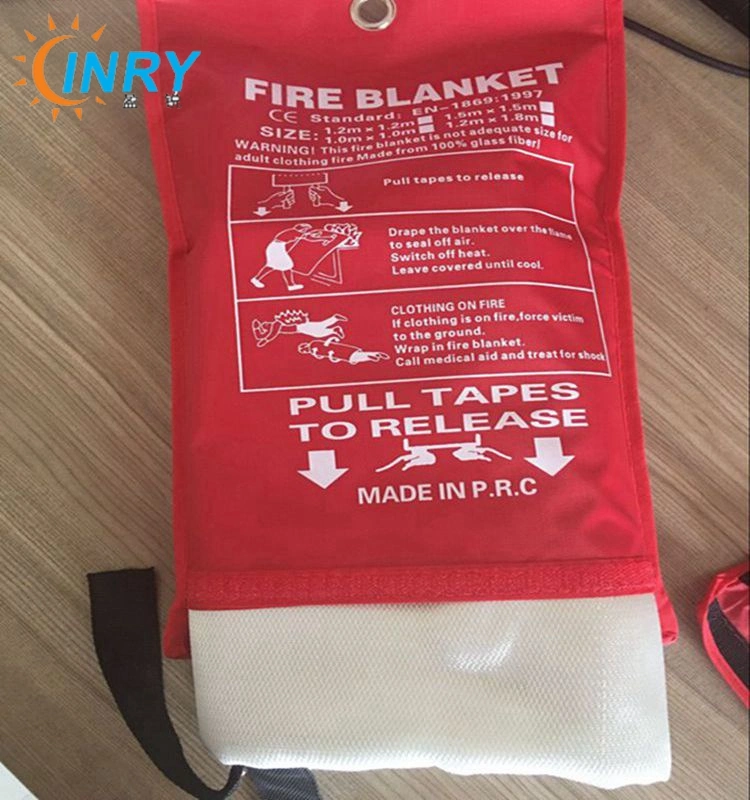 CINRY
FIRE BLANKET
CE Standard: EN-1869:1997
SIZE: 1.2m×1.2m 1.5m×1.5m
1.0m×1.0m 1.2m×1.8m
WARNING! This fire blanket is not adequate size for
adult clothing fire Made from 100% glass fiber!
Pull tapes to release
Drape the blanket over the flame
to seal off air.
Switch off heat.
Leave covered until cool.
CLOTHING ON FIRE
If clothing is on fire,force victim
to the ground.
Wrap in fire blanket.
Call medical aid and treat for shock
PULL TAPES
TO RELEASE
MADE IN P.R.C